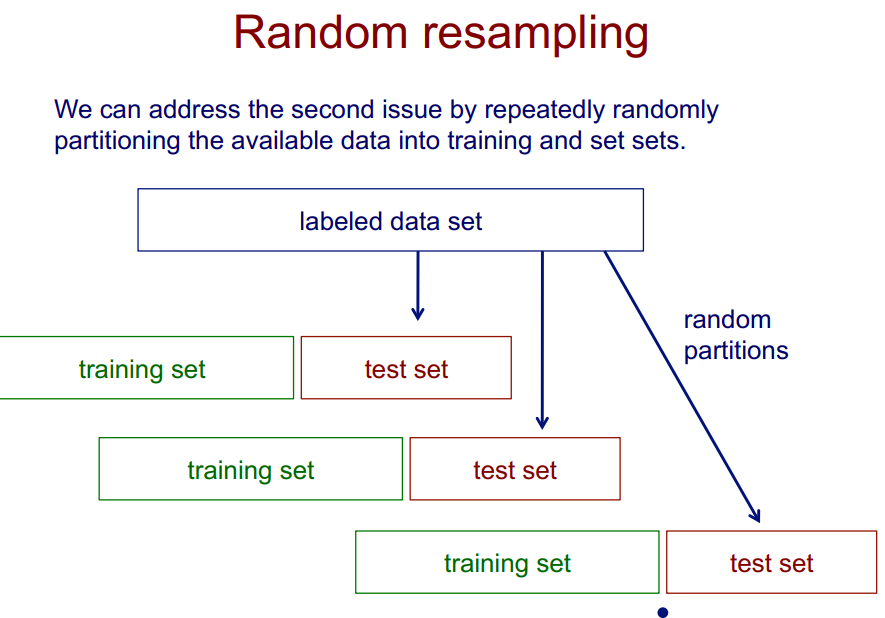 Random resampling
We can address the second issue by repeatedly randomly
partitioning the available data into training and set sets.
labeled data set
random
partitions
training set
test set
training set
test set
training set
test set